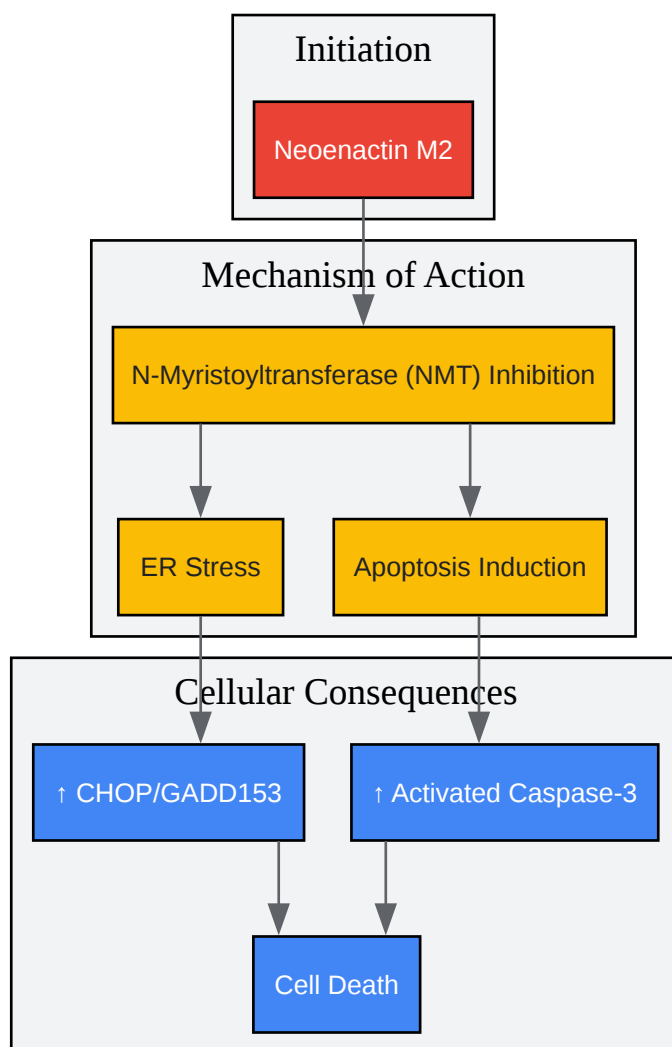 Initiation
Neoenactin M2
Mechanism of Action
N-Myristoyltransferase (NMT) Inhibition
ER Stress
Apoptosis Induction
Cellular Consequences
↑ CHOP/GADD153
↑ Activated Caspase-3
Cell Death